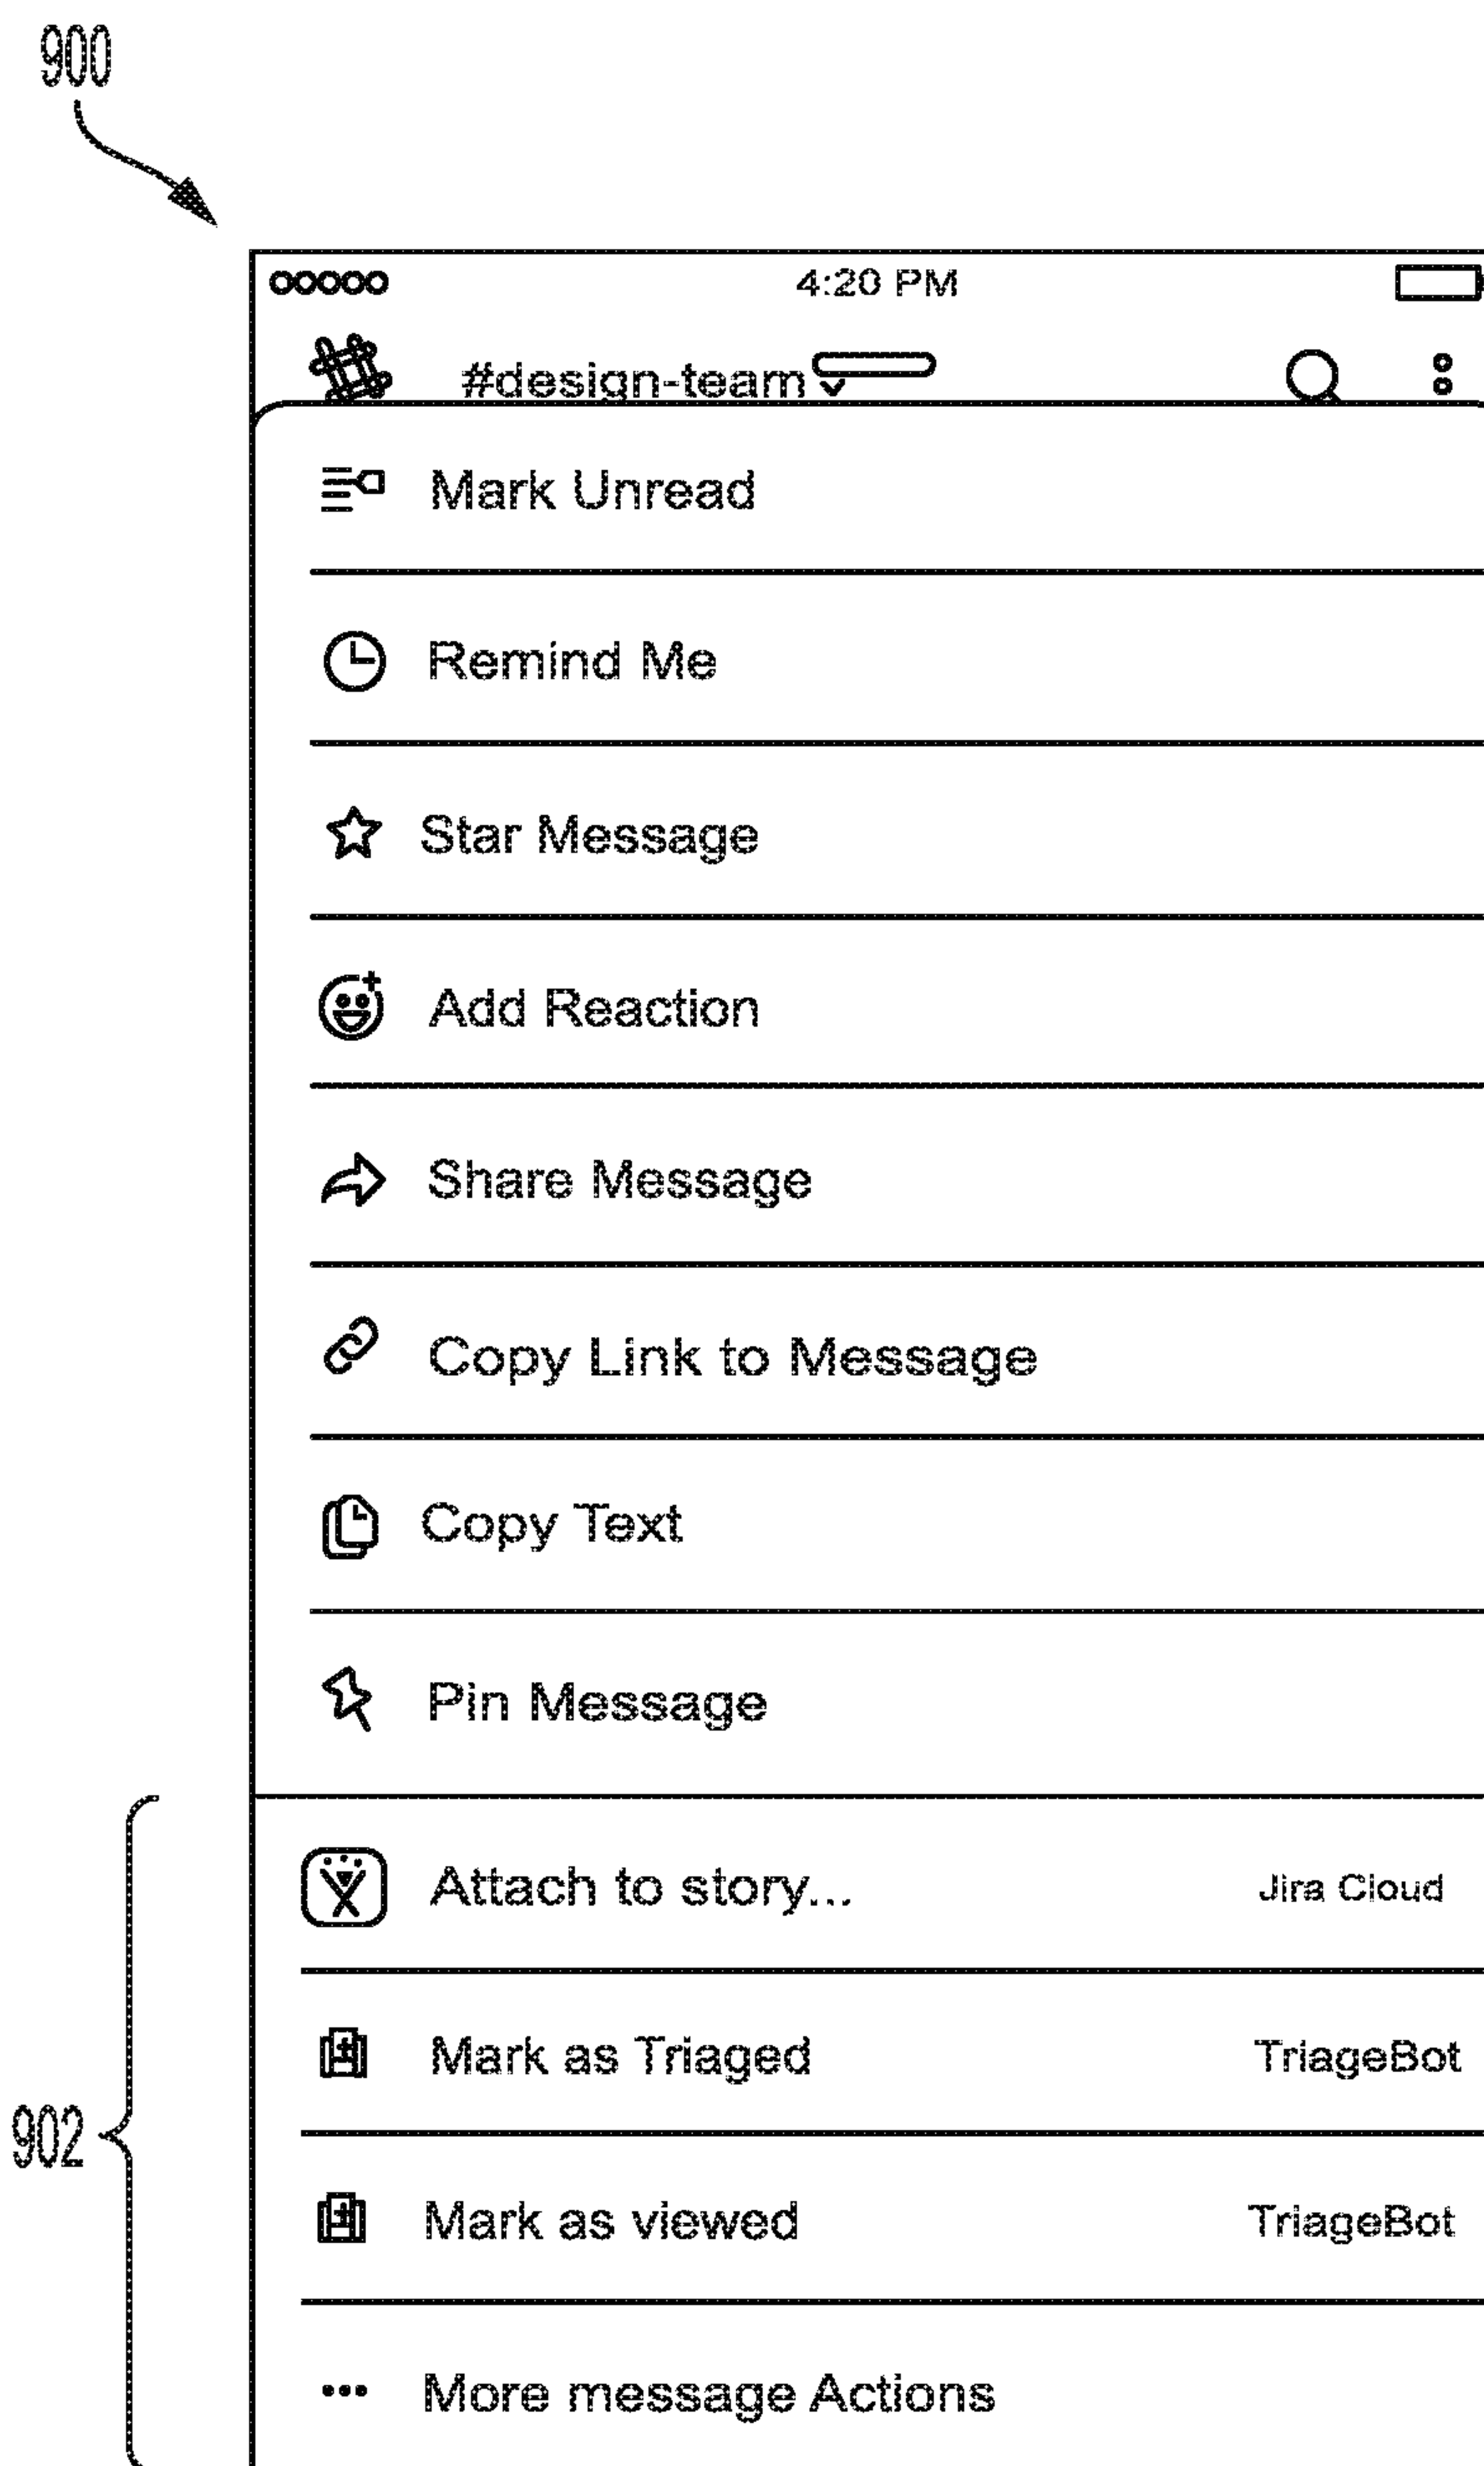 900
4:20 PM
#design-team
Mark Unread
Remind Me
Star Message
Add Reaction
Share Message
Copy Link to Message
Copy Text
Pin Message
Attach to story... Jira Cloud
Mark as Triaged TriageBot
902
Mark as viewed TriageBot
More message Actions